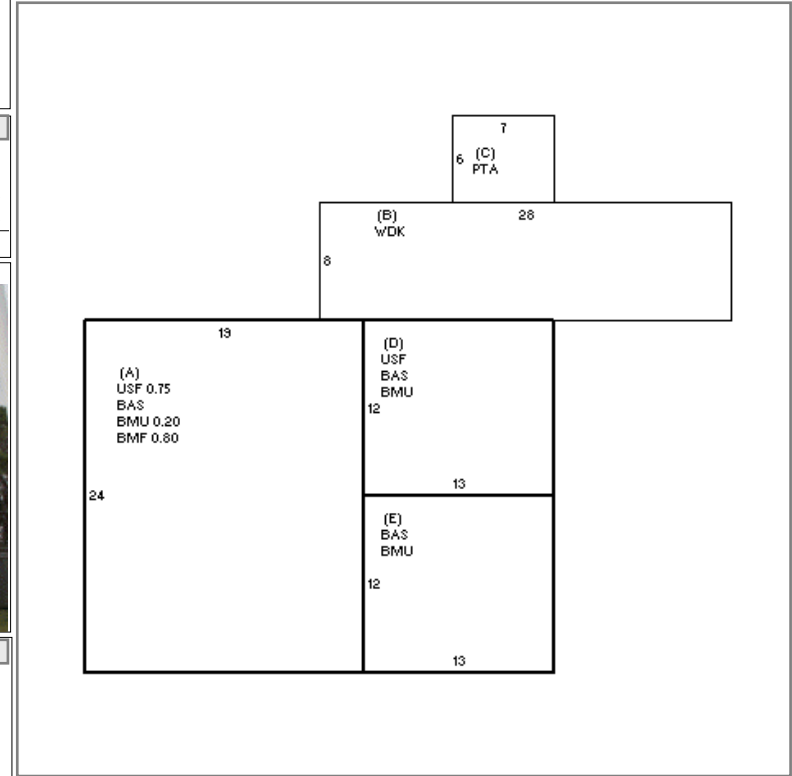 7
6
(C)
PTA
(B)
WDK
28
8
19
(A)
USF 0.75
BAS
BMU 0.20
BMF 0.80
24
(D)
USF
BAS
BMU
12
13
(E)
BAS
BMU
12
13